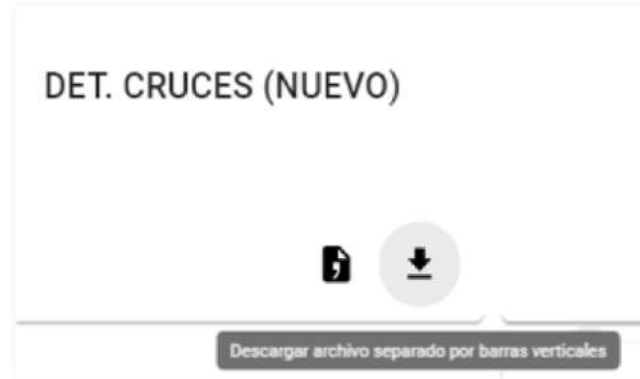 DET. CRUCES (NUEVO)
Descargar archivo separado por barras verticales